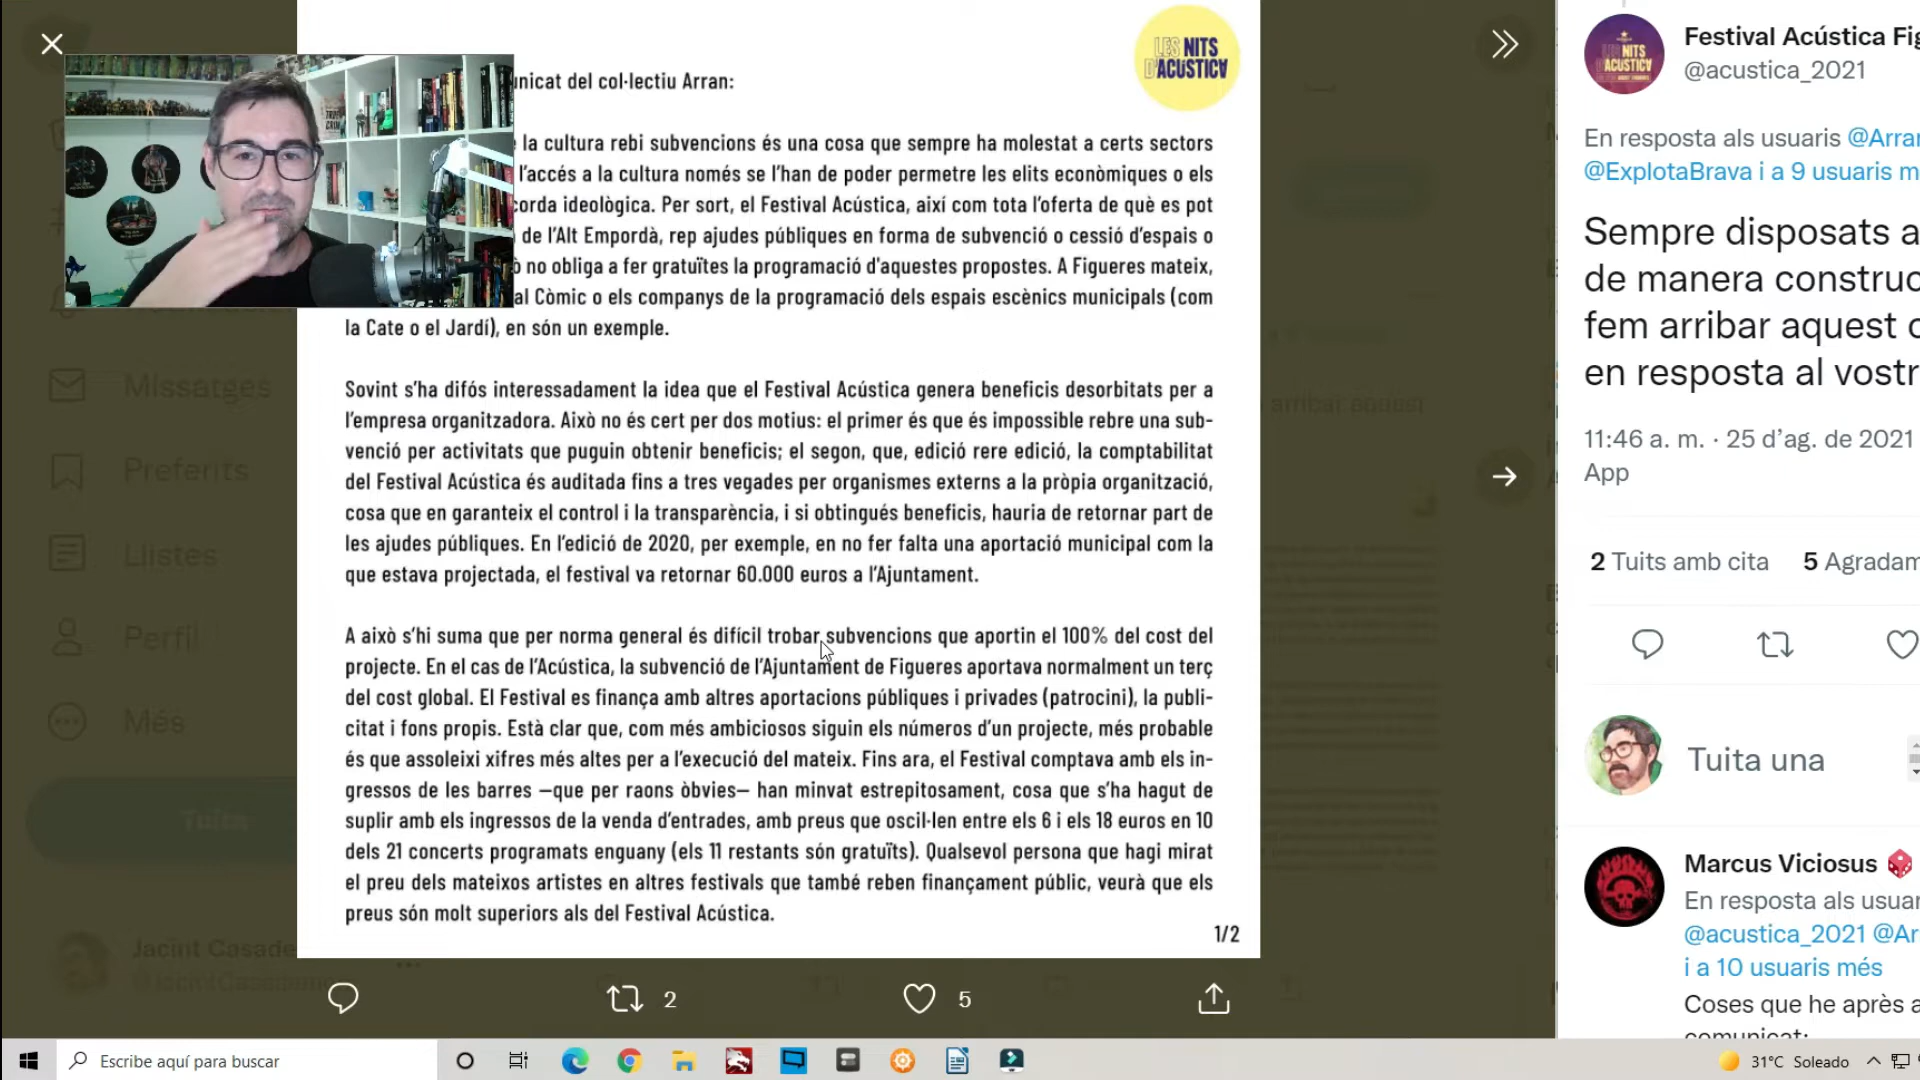 LES NITS
D'ACÚSTICA
unicat del col·lectiu Arran:
la cultura rebi subvencions és una cosa que sempre ha molestat a certs sectors
l'accés a la cultura només se l'han de poder permetre les elits econòmiques o els
corda ideològica. Per sort, el Festival Acústica, així com tota l'oferta de què es pot
de l'Alt Empordà, rep ajudes públiques en forma de subvenció o cessió d'espais o
ò no obliga a fer gratuïtes la programació d'aquestes propostes. A Figueres mateix,
al Còmic o els companys de la programació dels espais escènics municipals (com
la Cate o el Jardí), en són un exemple.
Sovint s'ha difós interessadament la idea que el Festival Acústica genera beneficis desorbitats per a
l'empresa organitzadora. Això no és cert per dos motius: el primer és que és impossible rebre una sub-
venció per activitats que puguin obtenir beneficis; el segon, que, edició rere edició, la comptabilitat
del Festival Acústica és auditada fins a tres vegades per organismes externs a la pròpia organització,
cosa que en garanteix el control i la transparència, i si obtingués beneficis, hauria de retornar part de
les ajudes públiques. En l'edició de 2020, per exemple, en no fer falta una aportació municipal com la
que estava projectada, el festival va retornar 60.000 euros a l'Ajuntament.
A això s'hi suma que per norma general és difícil trobar subvencions que aportin el 100% del cost del
projecte. En el cas de l'Acústica, la subvenció de l'Ajuntament de Figueres aportava normalment un terç
del cost global. El Festival es finança amb altres aportacions públiques i privades (patrocini), la publi-
citat i fons propis. Està clar que, com més ambiciosos siguin els números d'un projecte, més probable
és que assoleixi xifres més altes per a l'execució del mateix. Fins ara, el Festival comptava amb els in-
gressos de les barres —que per raons òbvies— han minvat estrepitosament, cosa que s'ha hagut de
suplir amb els ingressos de la venda d'entrades, amb preus que oscil·len entre els 6 i els 18 euros en 10
dels 21 concerts programats enguany (els 11 restants són gratuïts). Qualsevol persona que hagi mirat
el preu dels mateixos artistes en altres festivals que també reben finançament públic, veurà que els
preus són molt superiors als del Festival Acústica.
1/2
Missatges
Preferits
Llistes
Perfil
Més
Tuita
Jacint Casade
2
5
Festival Acústica Fig
@acustica_2021
En resposta als usuaris @Arran
@ExplotaBrava i a 9 usuaris m
Sempre disposats a
de manera construc
fem arribar aquest c
en resposta al vostr
11:46 a. m. · 25 d'ag. de 2021
App
2 Tuits amb cita 5 Agradam
Tuita una
Marcus Viciosus
En resposta als usuar
@acustica_2021 @Ar
i a 10 usuaris més
Coses que he après a
comunicat:
Escribe aquí para buscar
31°C Soleado